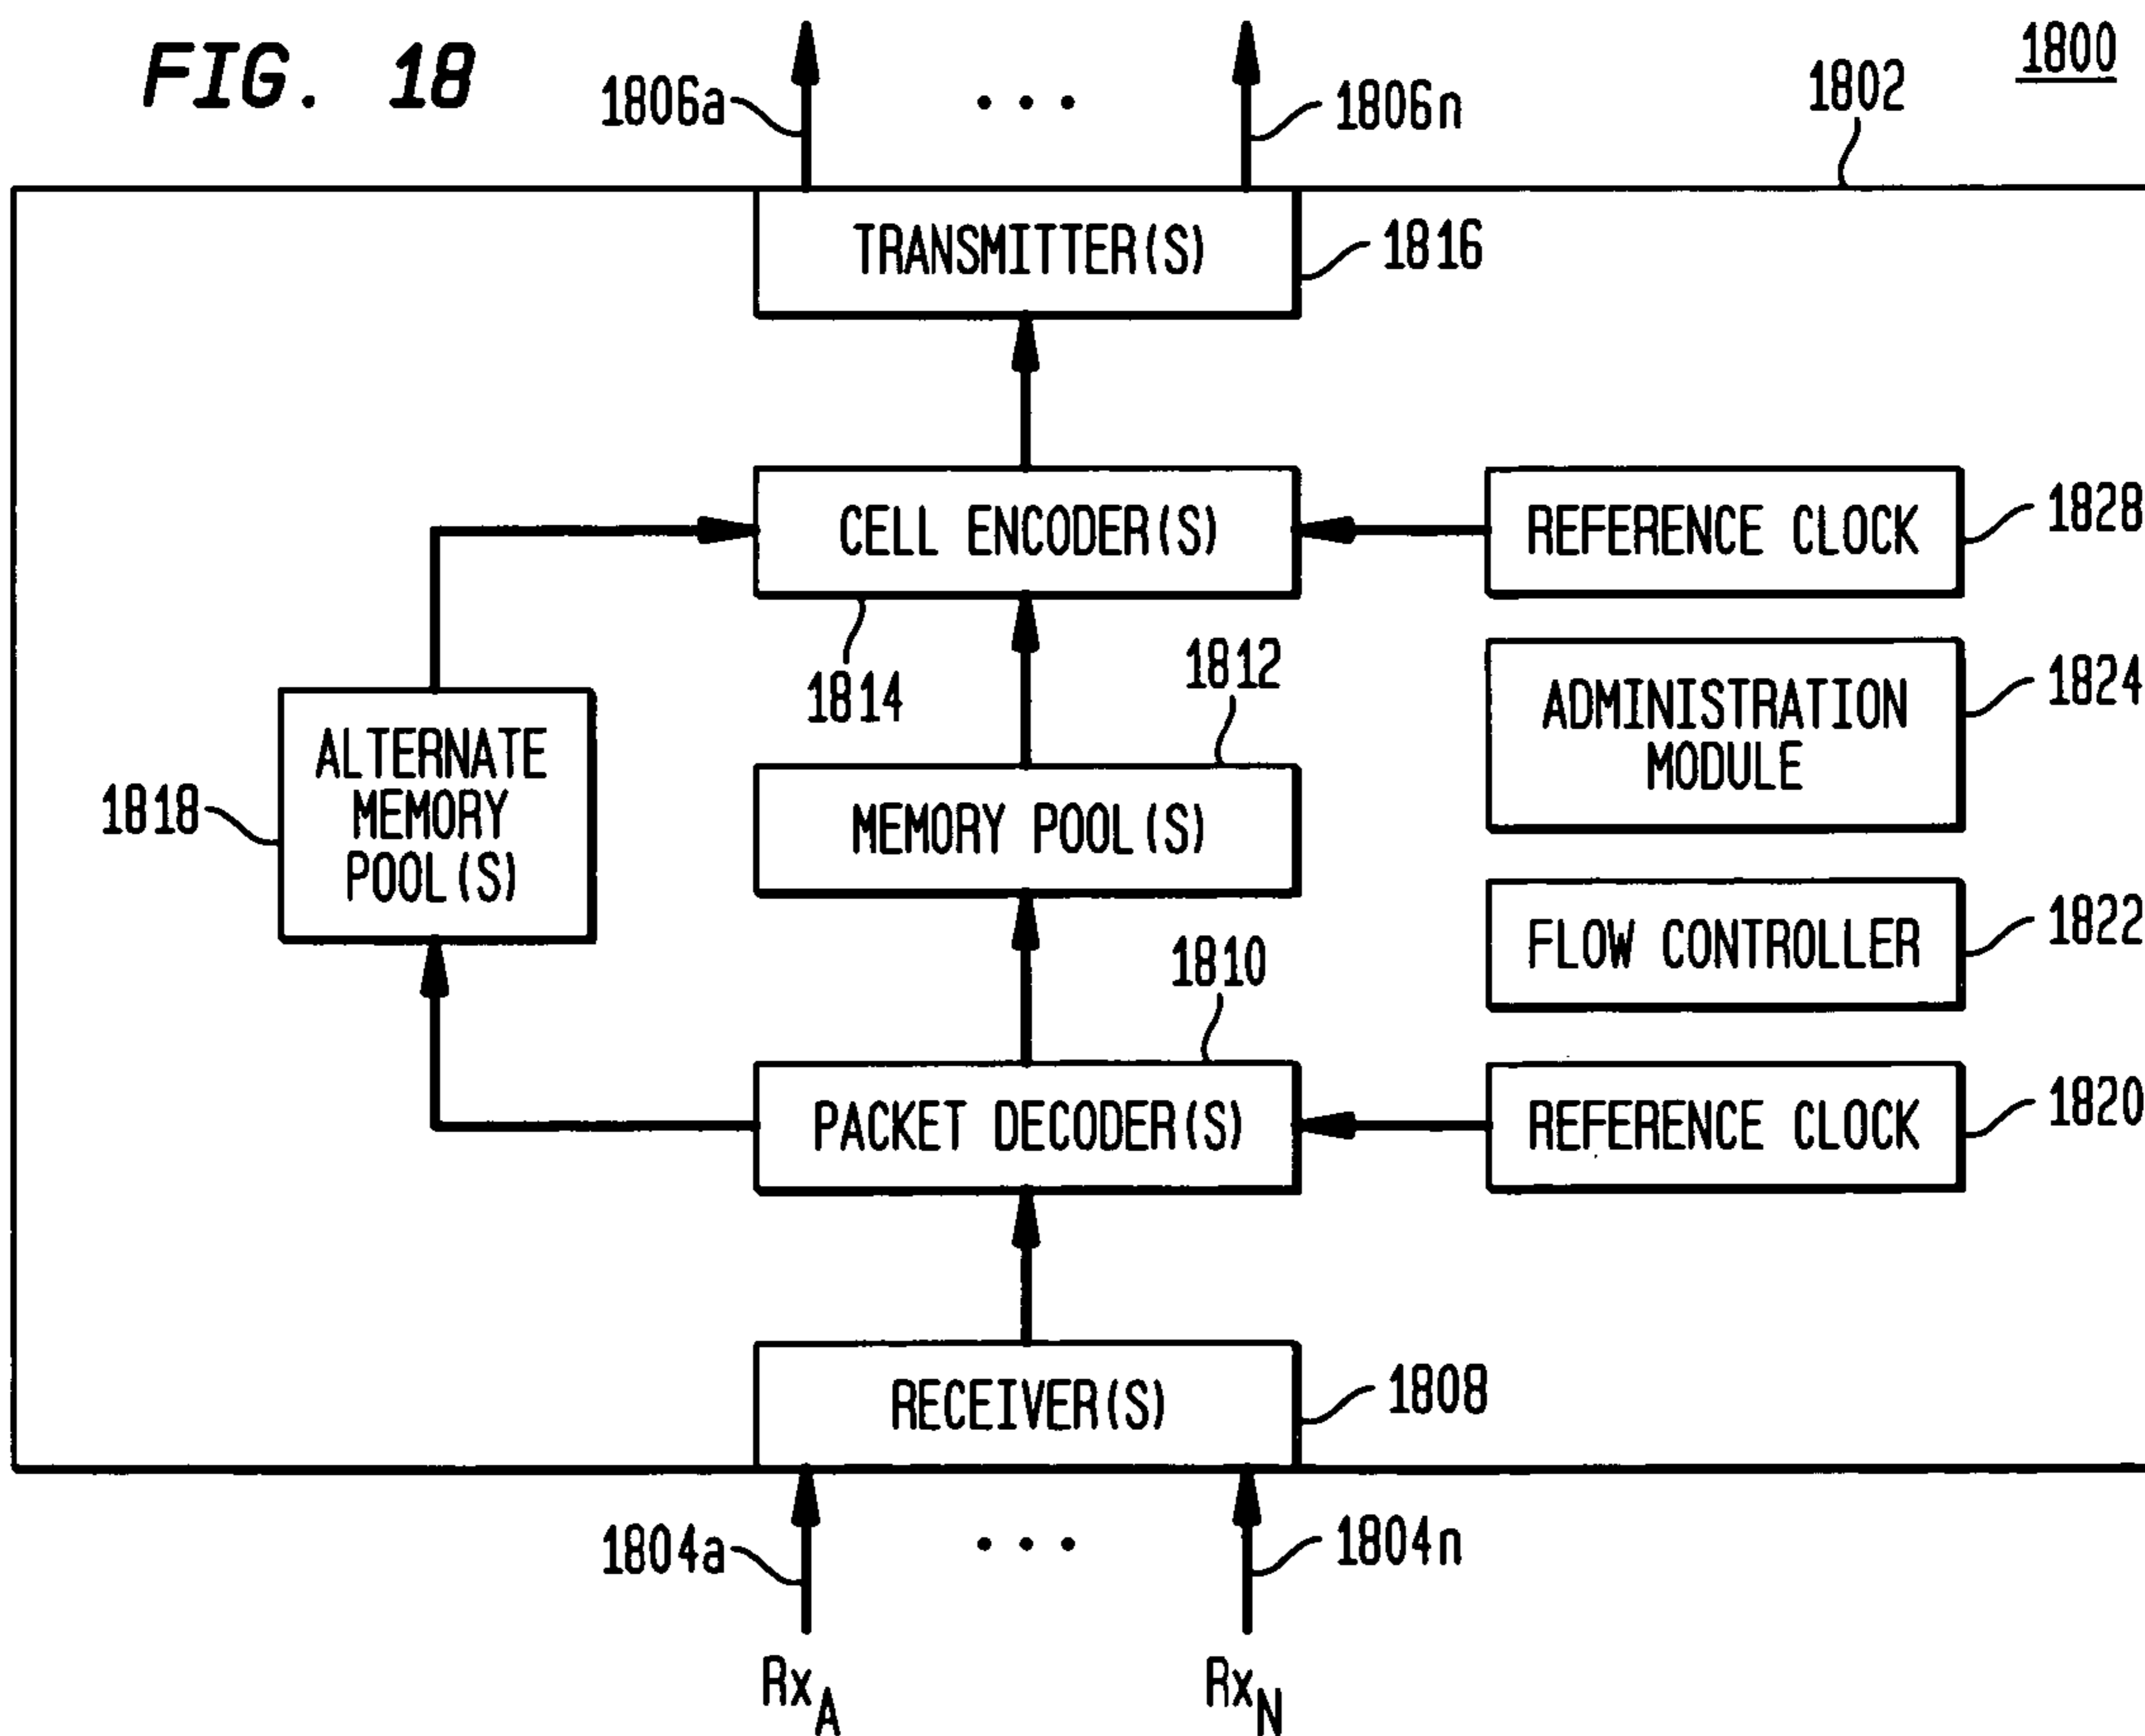 FIG. 18
1800
1802
1806a
• • •
1806n
TRANSMITTER(S)
1816
CELL ENCODER(S)
REFERENCE CLOCK
1828
1814
1812
ADMINISTRATION
MODULE
1824
ALTERNATE
MEMORY
POOL(S)
1818
MEMORY POOL(S)
FLOW CONTROLLER
1822
1810
PACKET DECODER(S)
REFERENCE CLOCK
1820
RECEIVER(S)
1808
1804a
• • •
1804n
RxA
RxN